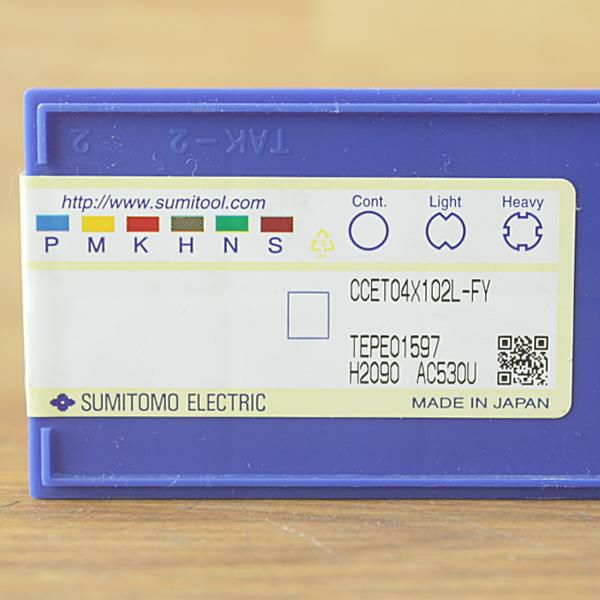 TAK-2 2
http://www.sumitool.com
Cont. Light Heavy
P M K H N S
CCET04X102L-FY
TEPE01597
H2090 AC530U
SUMITOMO ELECTRIC
MADE IN JAPAN